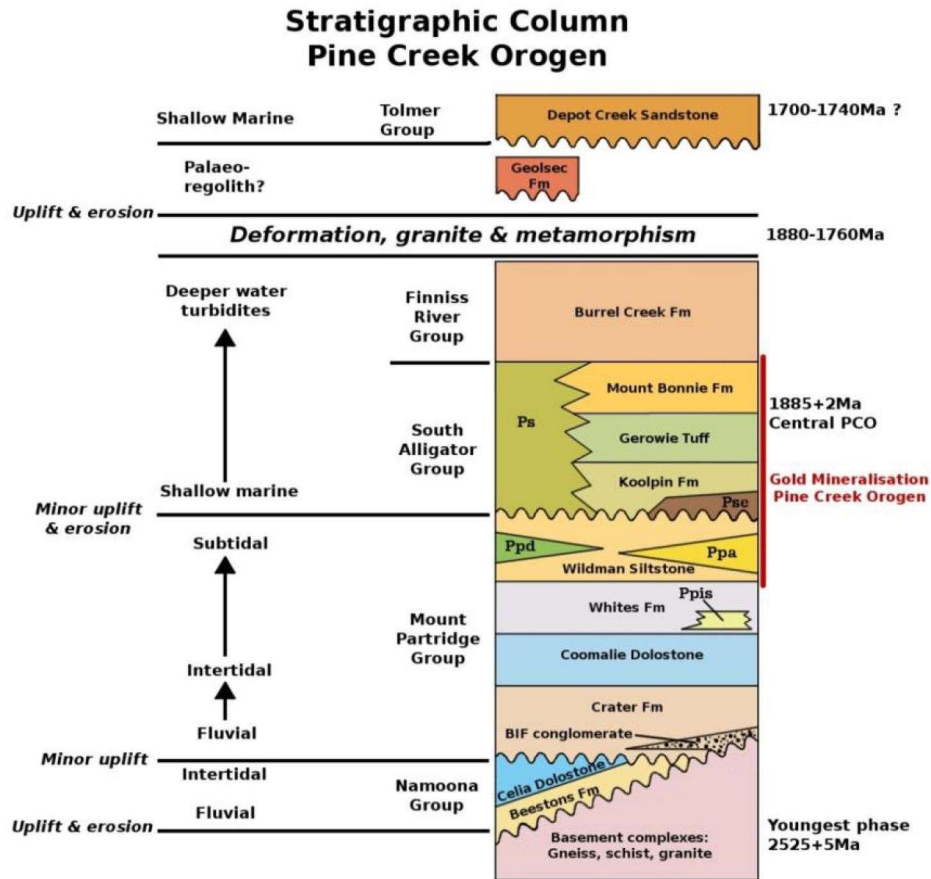 Stratigraphic Column
Pine Creek Orogen
Shallow Marine
Tolmer
Group
Depot Creek Sandstone
1700-1740Ma ?
Palaeo-
regolith?
Geolsec
Fm
Uplift & erosion
Deformation, granite & metamorphism
1880-1760Ma
Deeper water
turbidites
Finniss
River
Group
Burrel Creek Fm
Ps
Mount Bonnie Fm
1885+2Ma
Central PCO
South
Alligator
Group
Gerowie Tuff
Koolpin Fm
Gold Mineralisation
Pine Creek Orogen
Shallow marine
Pse
Minor uplift
& erosion
Subtidal
Ppd
Ppa
Wildman Siltstone
Mount
Partridge
Group
Ppis
Whites Fm
Coomalie Dolostone
Intertidal
Crater Fm
Fluvial
BIF conglomerate
Minor uplift
Intertidal
Namoona
Group
Celia Dolostone
Beestons Fm
Fluvial
Uplift & erosion
Basement complexes:
Gneiss, schist, granite
Youngest phase
2525+5Ma